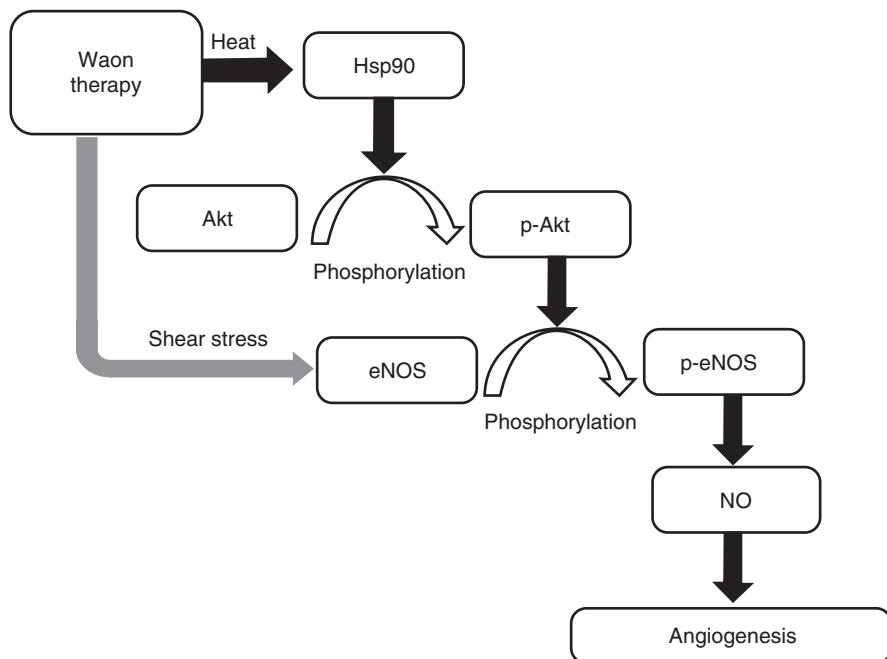 Waon
therapy
Heat
Hsp90
Akt
p-Akt
Phosphorylation
Shear stress
eNOS
p-eNOS
Phosphorylation
NO
Angiogenesis